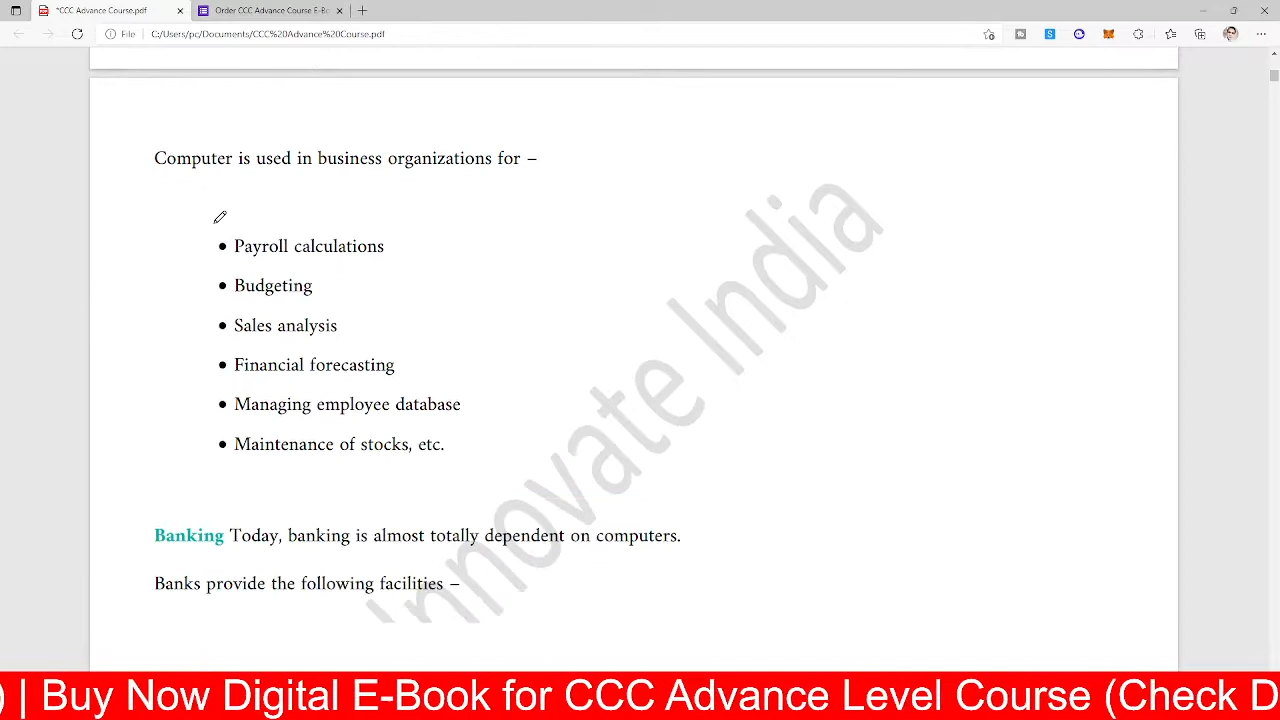 *CCC Advance Course.pdf
Order CCC Advance Course E-Bo
File
C:/Users/pc/Documents/CCC%20Advance%20Course.pdf
Computer is used in business organizations for –
• Payroll calculations
• Budgeting
• Sales analysis
• Financial forecasting
• Managing employee database
• Maintenance of stocks, etc.
Innovate India
Banking Today, banking is almost totally dependent on computers.
Banks provide the following facilities –
) | Buy Now Digital E-Book for CCC Advance Level Course (Check D